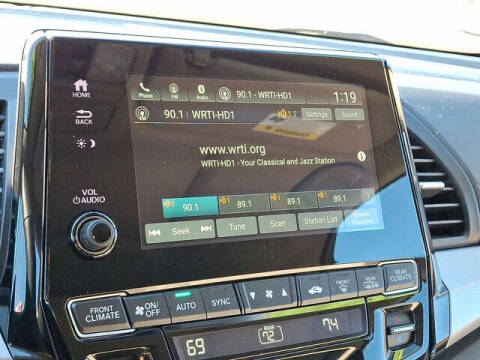 Phone
Audio
90.1 - WRTI-HD1
1:19
HOME
90.1 | WRTI-HD1
Settings
Sound
BACK
www.wrti.org
WRTI-HD1 - Your Classical and Jazz Station
VOL
AUDIO
90.1
89.1
89.1
89.1
Seek
Tune
Scan
Station List
FRONT CLIMATE
ON/OFF
AUTO
SYNC
FRONT
REAR
REAR CLIMATE
69
REAR
72
74